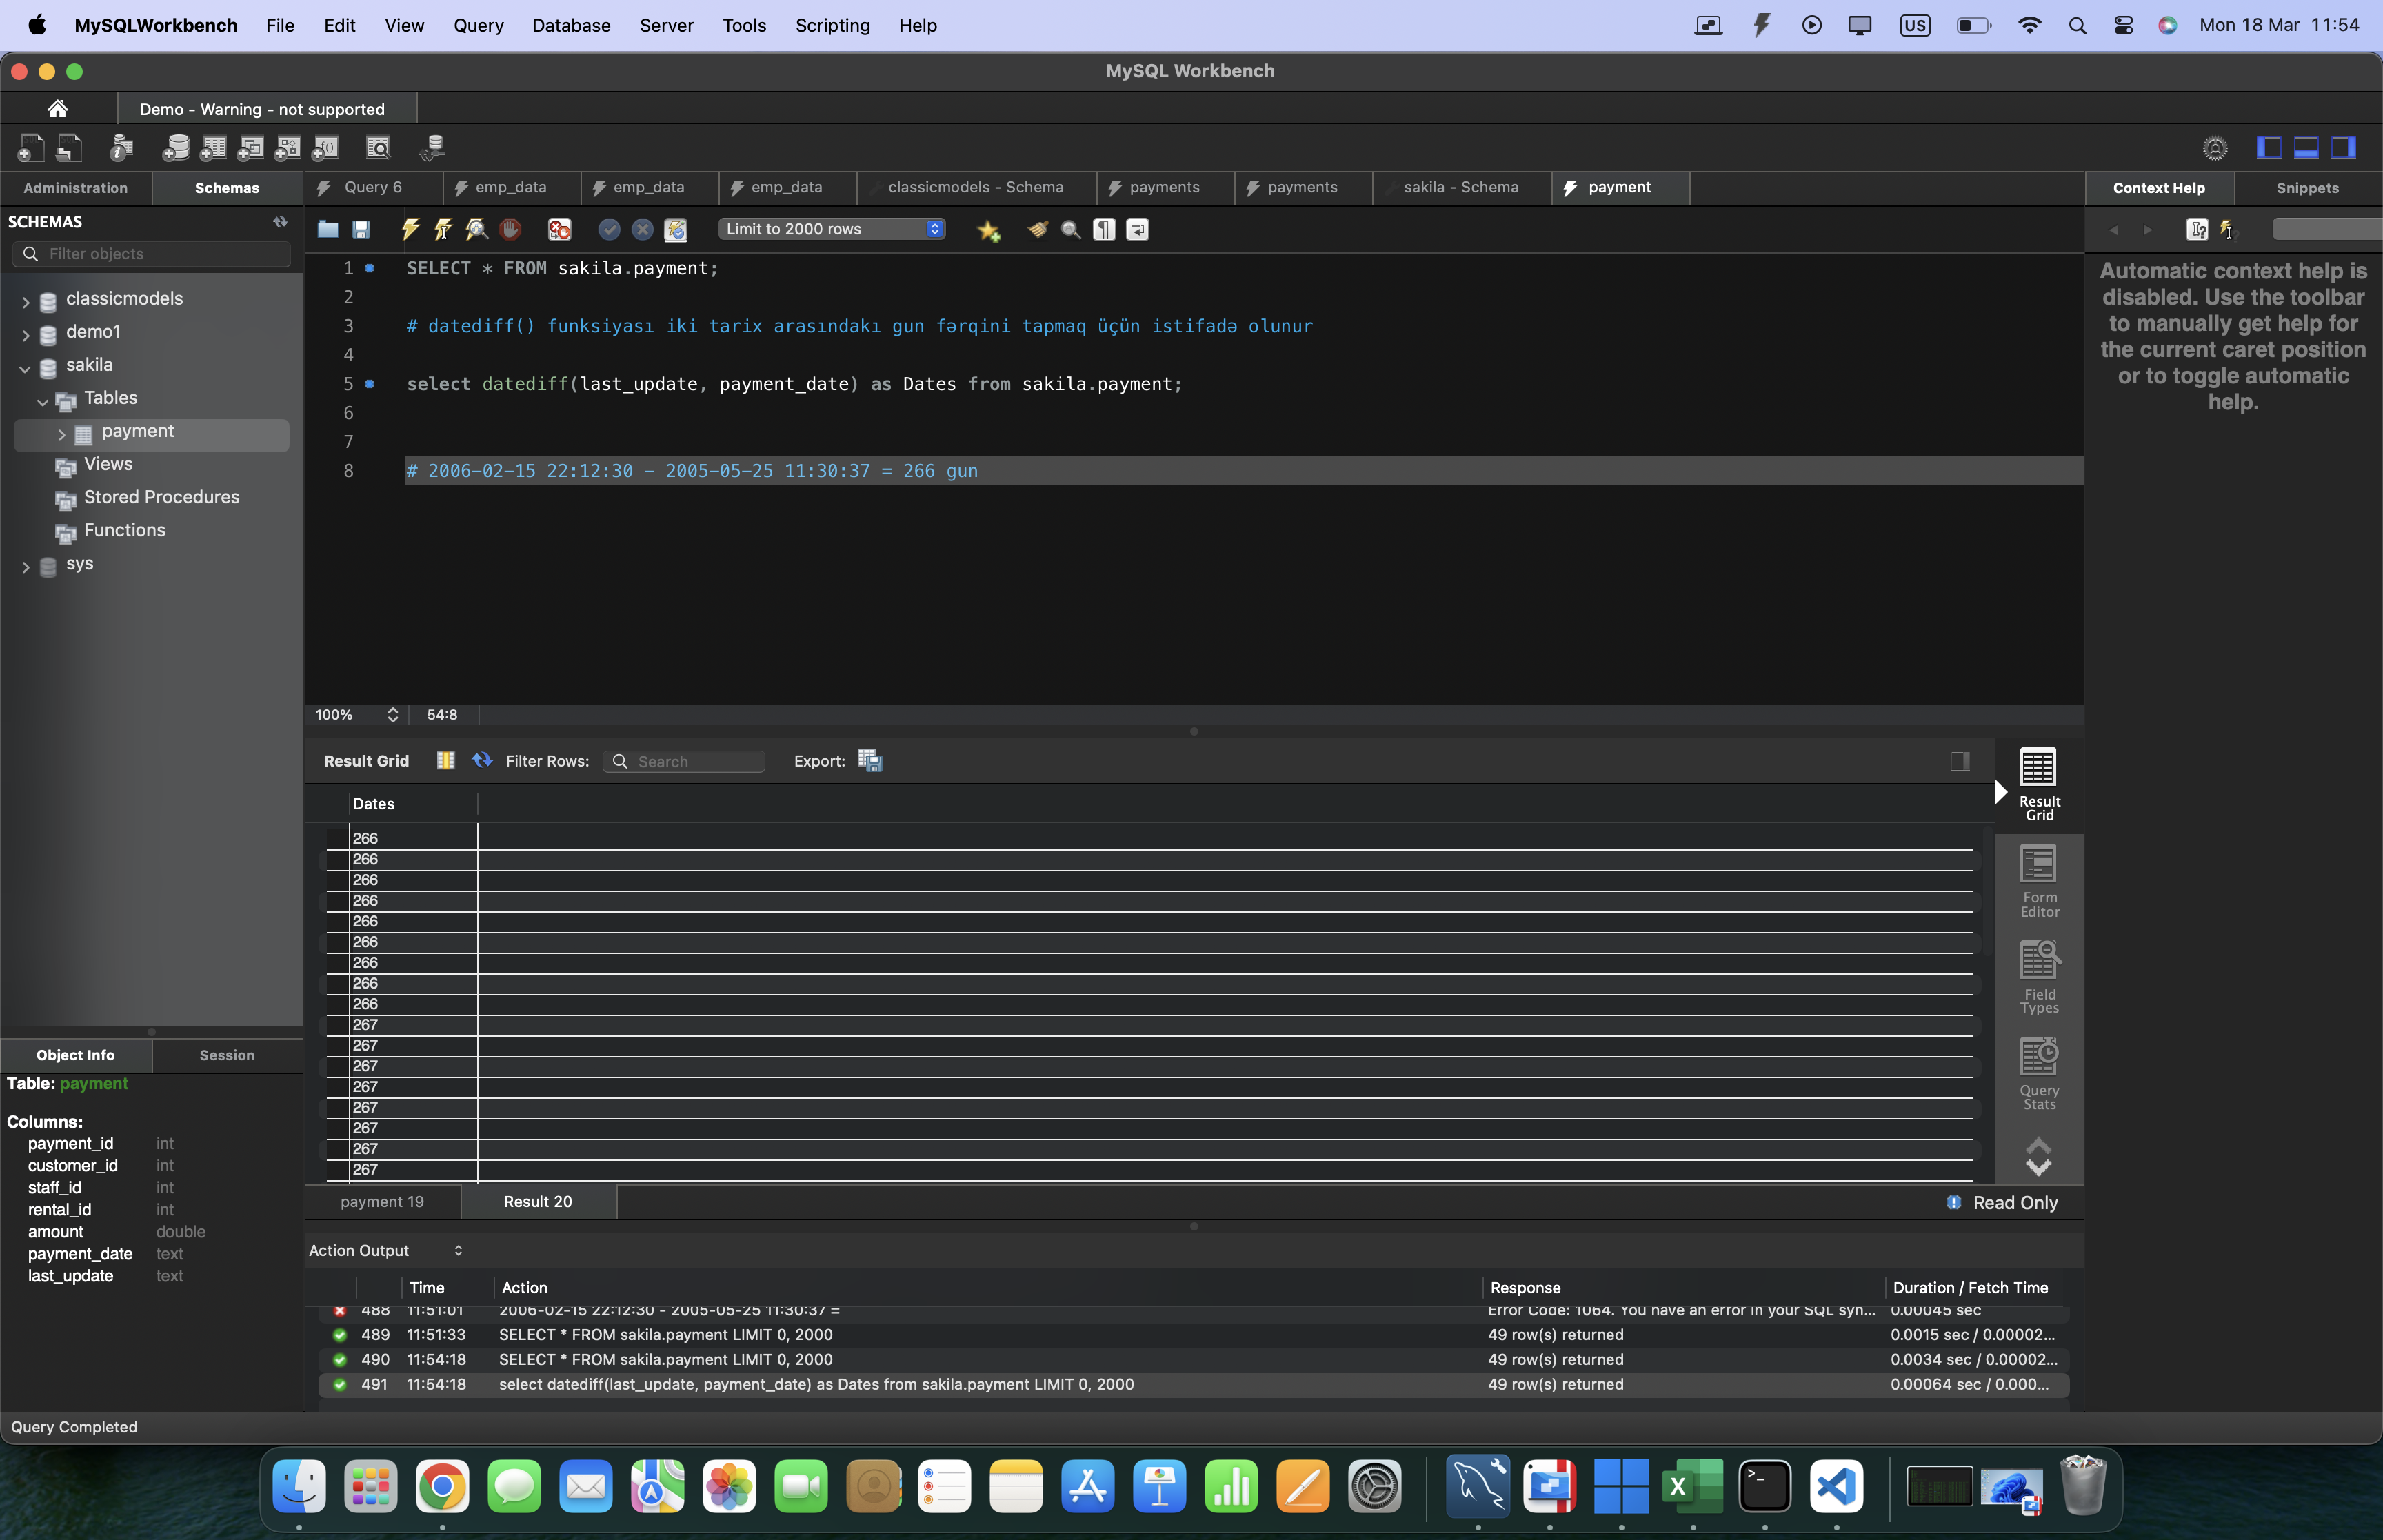 MySQLWorkbench File Edit View Query Database Server Tools Scripting Help US Mon 18 Mar 11:54
MySQL Workbench
Demo - Warning - not supported
Administration Schemas Query 6 emp_data emp_data emp_data classicmodels - Schema payments payments sakila - Schema payment Context Help Snippets
SCHEMAS
Limit to 2000 rows
Filter objects
classicmodels
demo1
sakila
Tables
payment
Views
Stored Procedures
Functions
sys
1 SELECT * FROM sakila.payment;
2
3 # datediff() funksiyası iki tarix arasındakı gun fərqini tapmaq üçün istifadə olunur
4
5 select datediff(last_update, payment_date) as Dates from sakila.payment;
6
7
8 # 2006-02-15 22:12:30 - 2005-05-25 11:30:37 = 266 gun
Automatic context help is
disabled. Use the toolbar
to manually get help for
the current caret position
or to toggle automatic
help.
100% 54:8
Result Grid Filter Rows: Search Export:
Dates
266
266
266
266
266
266
266
266
266
267
267
267
267
267
267
267
267
Result
Grid
Form
Editor
Field
Types
Query
Stats
payment 19 Result 20 Read Only
Object Info Session
Table: payment
Columns:
payment_id int
customer_id int
staff_id int
rental_id int
amount double
payment_date text
last_update text
Action Output
Time Action Response Duration / Fetch Time
488 11:51:01 2006-02-15 22:12:30 - 2005-05-25 11:30:37 = Error Code: 1064. You have an error in your SQL syn... 0.00045 sec
489 11:51:33 SELECT * FROM sakila.payment LIMIT 0, 2000 49 row(s) returned 0.0015 sec / 0.00002...
490 11:54:18 SELECT * FROM sakila.payment LIMIT 0, 2000 49 row(s) returned 0.0034 sec / 0.00002...
491 11:54:18 select datediff(last_update, payment_date) as Dates from sakila.payment LIMIT 0, 2000 49 row(s) returned 0.00064 sec / 0.000...
Query Completed